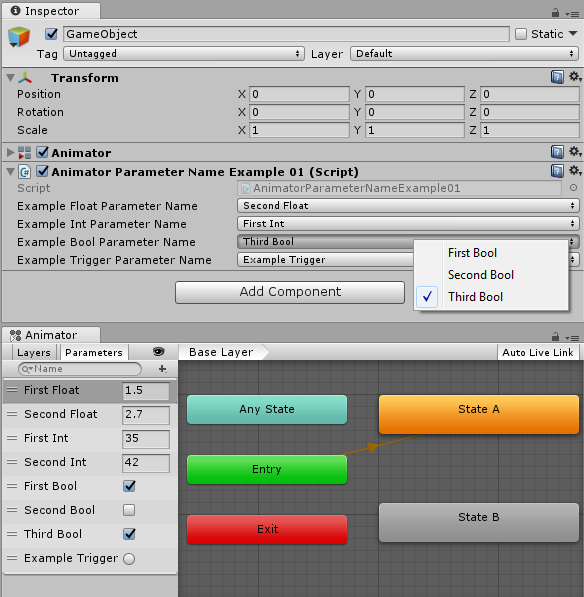 Inspector
GameObject Static
Tag Untagged Layer Default
Transform
Position X 0 Y 0 Z 0
Rotation X 0 Y 0 Z 0
Scale X 1 Y 1 Z 1
Animator
Animator Parameter Name Example 01 (Script)
Script AnimatorParameterNameExample01
Example Float Parameter Name Second Float
Example Int Parameter Name First Int
Example Bool Parameter Name Third Bool
Example Trigger Parameter Name Example Trigger
First Bool
Second Bool
Third Bool
Add Component
Animator
Layers Parameters Base Layer Auto Live Link
Name
First Float 1.5
Second Float 2.7
First Int 35
Second Int 42
First Bool
Second Bool
Third Bool
Example Trigger
Any State
State A
Entry
Exit
State B